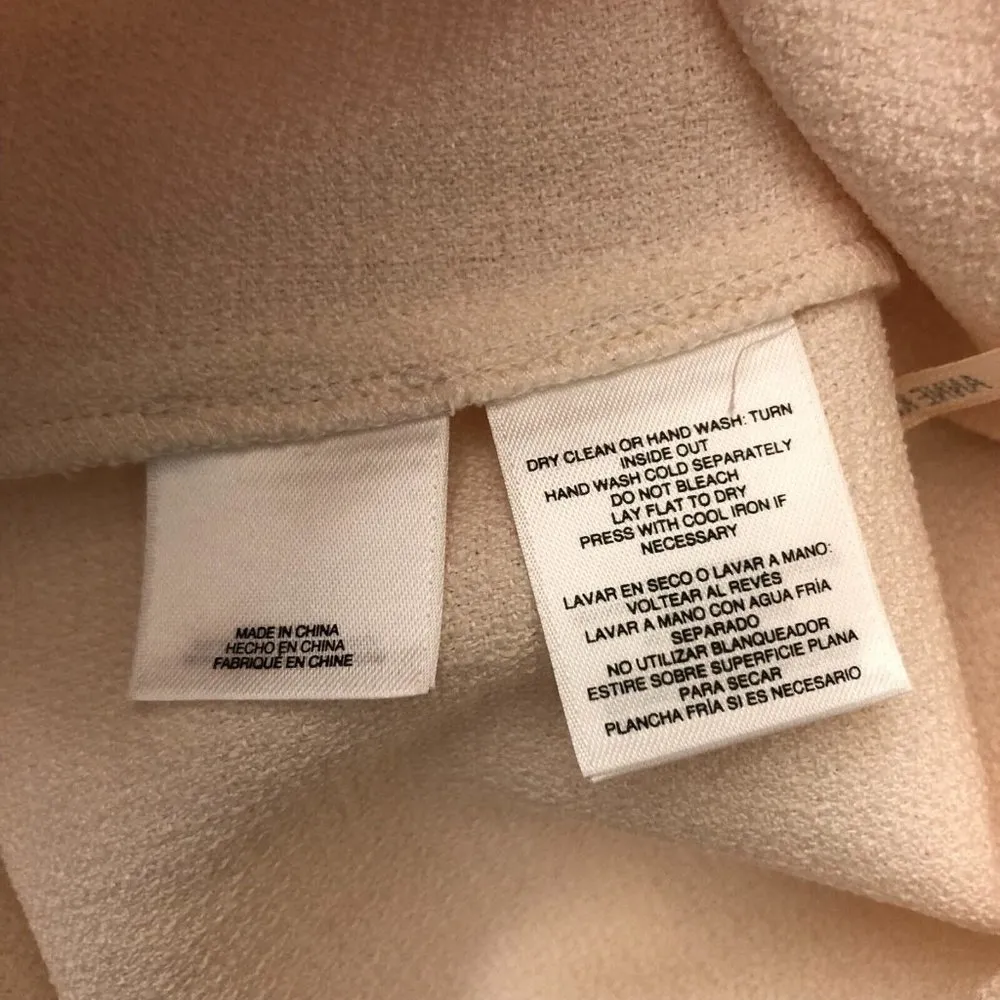 MADE IN CHINA
HECHO EN CHINA
FABRIQUÉ EN CHINE
DRY CLEAN OR HAND WASH: TURN
INSIDE OUT
HAND WASH COLD SEPARATELY
DO NOT BLEACH
LAY FLAT TO DRY
PRESS WITH COOL IRON IF
NECESSARY
LAVAR EN SECO O LAVAR A MANO:
VOLTEAR AL REVÉS
LAVAR A MANO CON AGUA FRÍA
SEPARADO
NO UTILIZAR BLANQUEADOR
ESTIRE SOBRE SUPERFICIE PLANA
PARA SECAR
PLANCHA FRÍA SI ES NECESARIO
ANNE